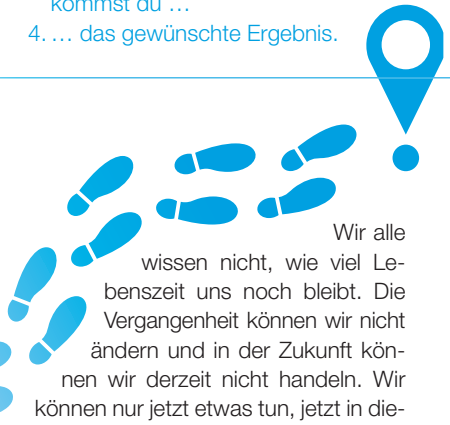 kommst du …
4. … das gewünschte Ergebnis.
Wir alle
wissen nicht, wie viel Le-
benszeit uns noch bleibt. Die
Vergangenheit können wir nicht
ändern und in der Zukunft kön-
nen wir derzeit nicht handeln. Wir
können nur jetzt etwas tun, jetzt in die-